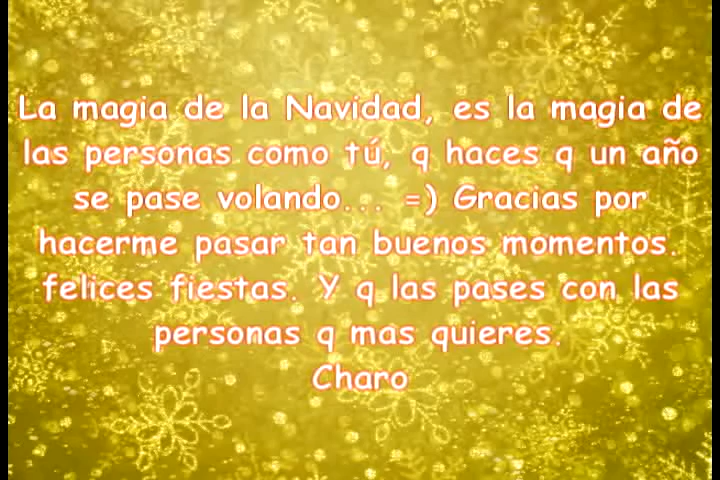 La magia de la Navidad, es la magia de
las personas como tú, q haces q un año
se pase volando... =) Gracias por
hacerme pasar tan buenos momentos.
felices fiestas. Y q las pases con las
personas q mas quieres.
Charo